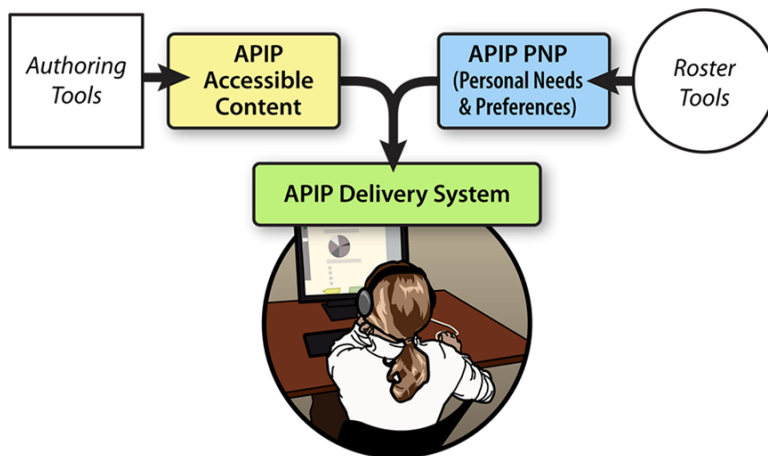 Authoring
Tools
APIP
Accessible
Content
APIP PNP
(Personal Needs
& Preferences)
Roster
Tools
APIP Delivery System